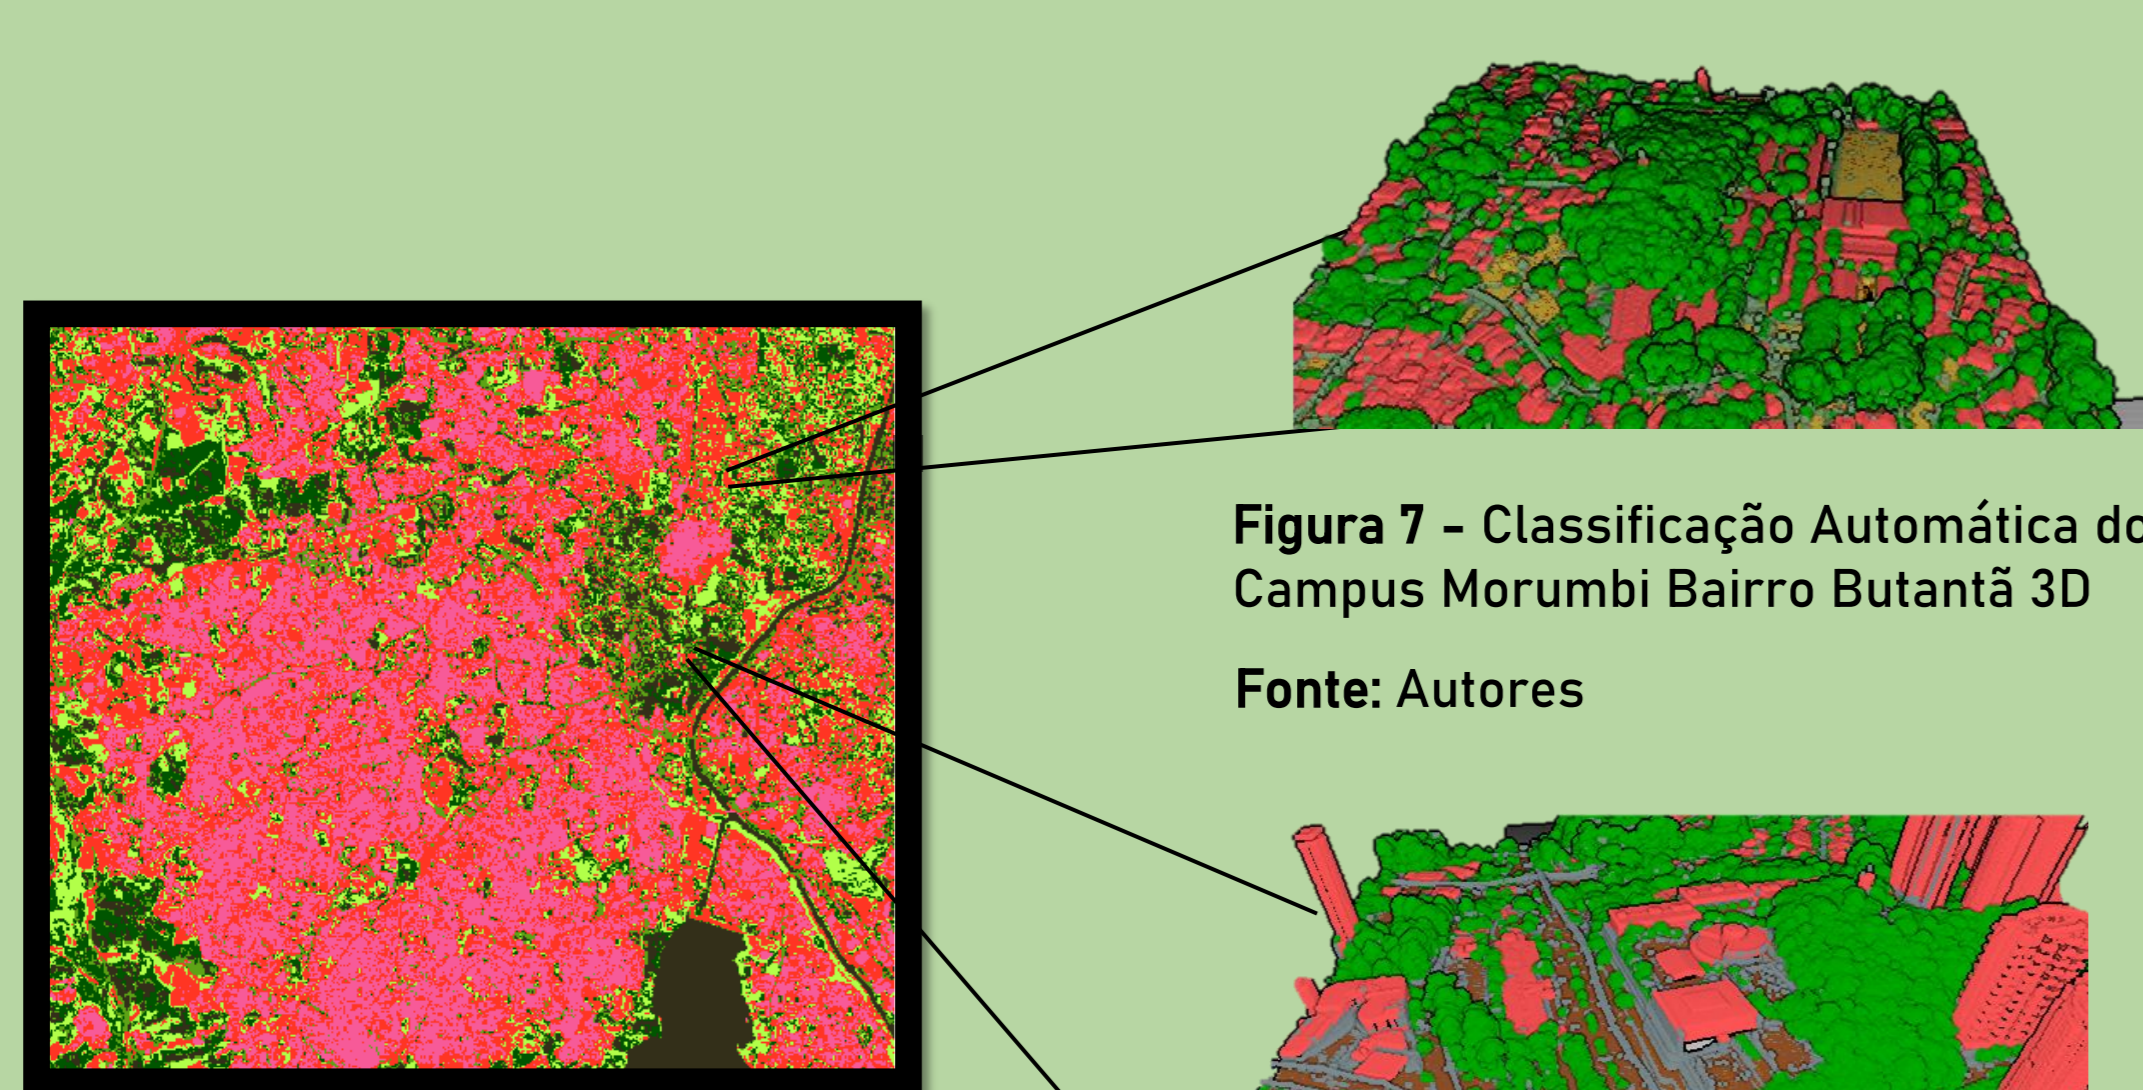 Figura 7 - Classificação Automática do
Campus Morumbi Bairro Butantã 3D
Fonte: Autores